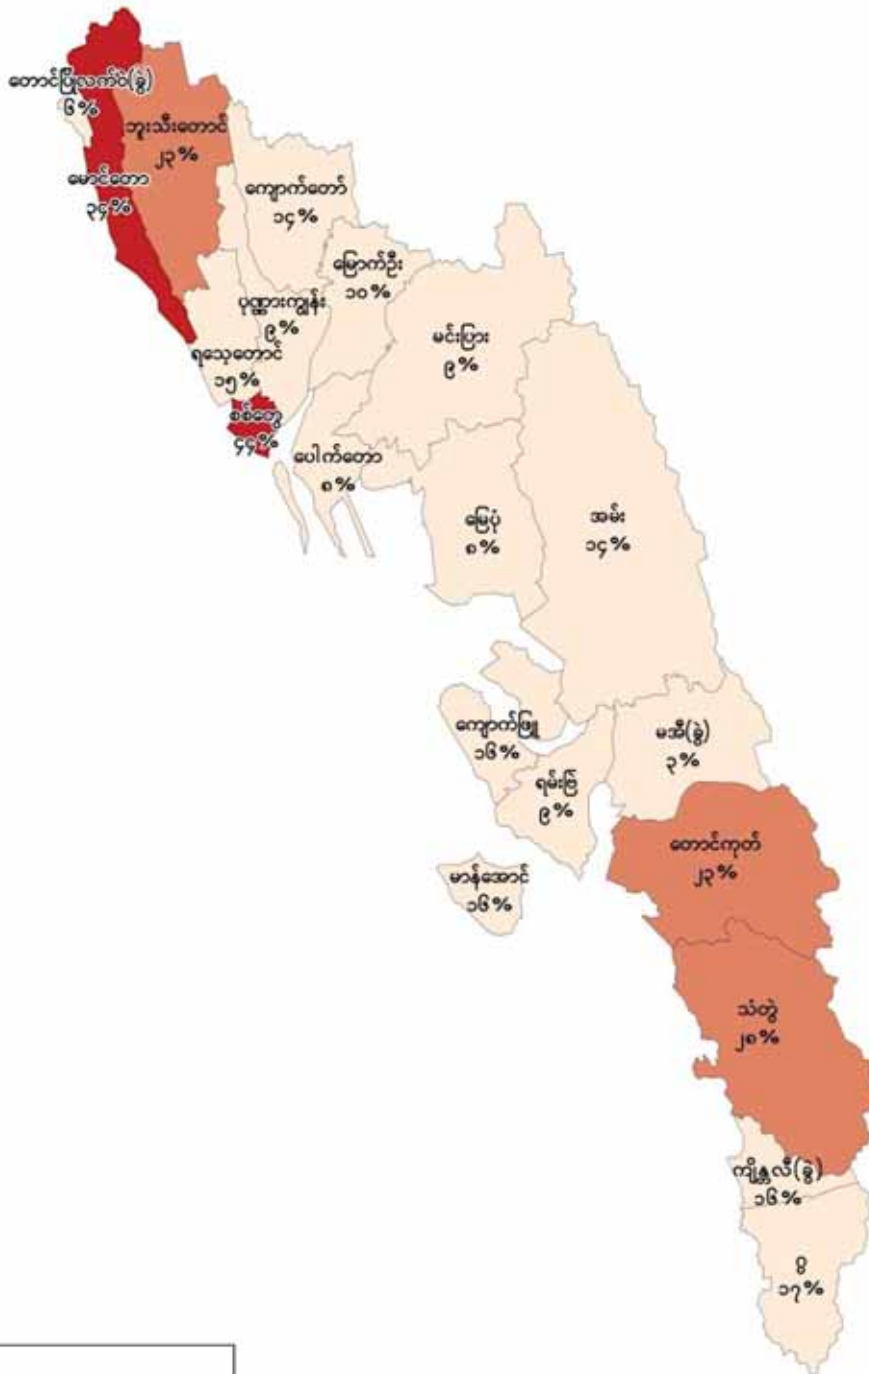 တောင်ပြိုလက်ဝဲ(ခွဲ)
၆%
ဘူးသီးတောင်
၂၃%
မောင်တော
၃၄%
ကျောက်တော်
၁၄%
မြောက်ဦး
၁၀%
ပုဏ္ဏားကျွန်း
၉%
မင်းပြား
၉%
ရသေ့တောင်
၁၅%
စစ်တွေ
၄၄%
ပေါက်တော
၈%
မြေပုံ
၈%
အမ်း
၁၄%
ကျောက်ဖြူ
၁၆%
မအီ(ခွဲ)
၃%
ရမ်းဗြဲ
၉%
တောင်ကုတ်
၂၃%
မာန်အောင်
၁၆%
သံတွဲ
၂၈%
ကျိန္တလီ(ခွဲ)
၁၆%
ဂွ
၁၇%